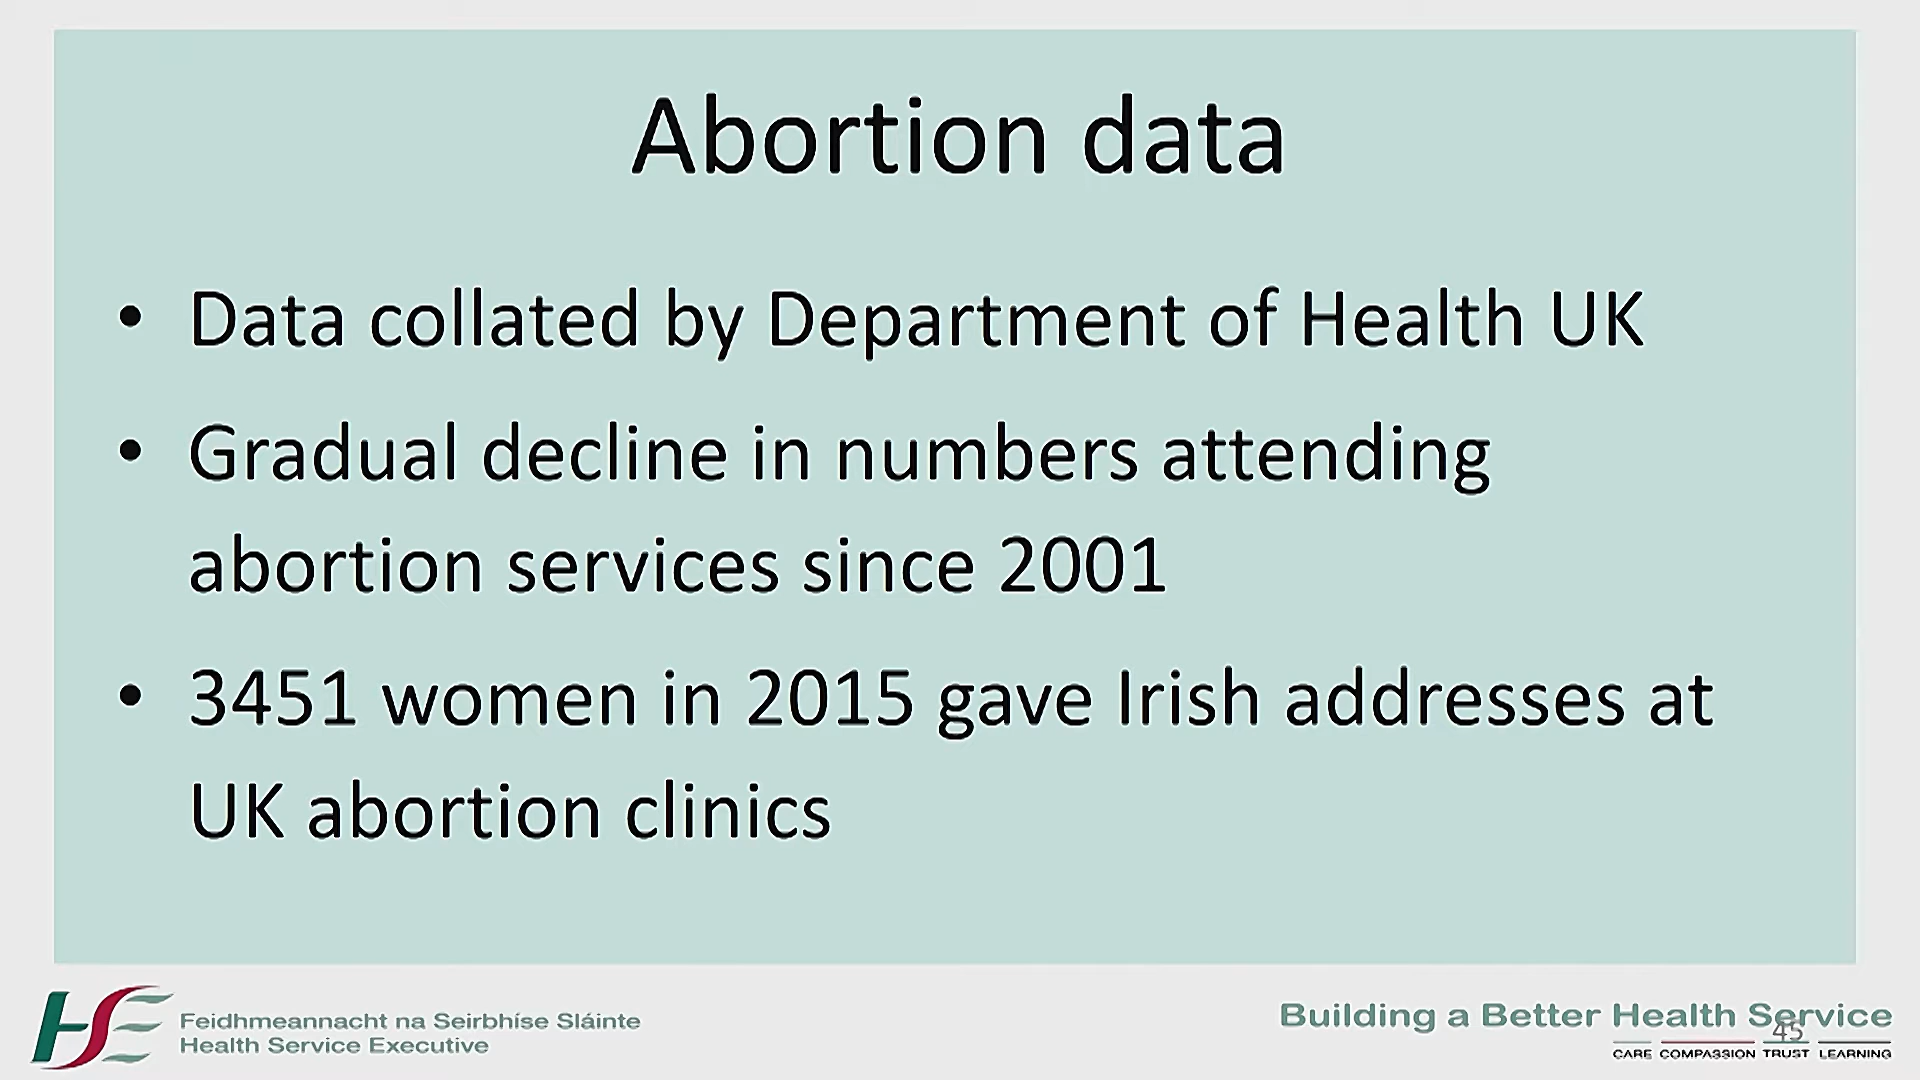 Abortion data
• Data collated by Department of Health UK
• Gradual decline in numbers attending
abortion services since 2001
• 3451 women in 2015 gave Irish addresses at
UK abortion clinics
HSE
Feidhmeannacht na Seirbhíse Sláinte
Health Service Executive
Building a Better Health Service
45
CARE COMPASSION TRUST LEARNING